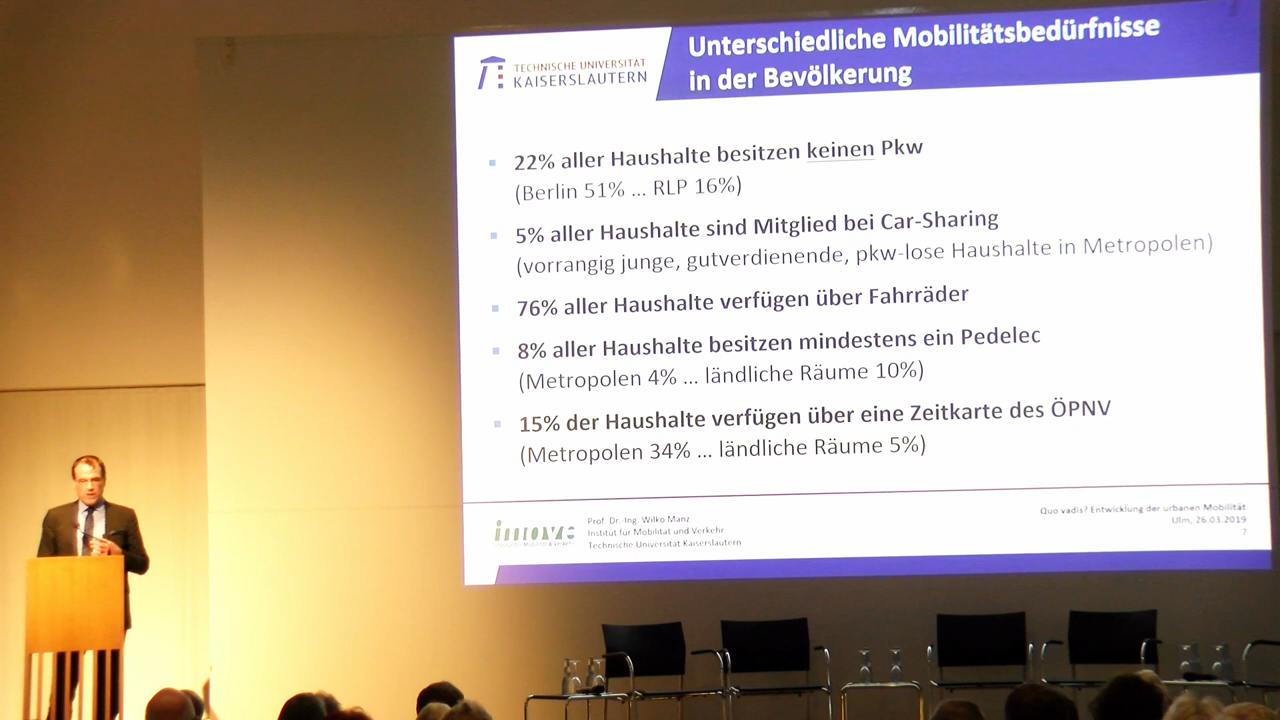 TECHNISCHE UNIVERSITÄT
KAISERSLAUTERN
Unterschiedliche Mobilitätsbedürfnisse
in der Bevölkerung
22% aller Haushalte besitzen keinen Pkw
(Berlin 51% ... RLP 16%)
5% aller Haushalte sind Mitglied bei Car-Sharing
(vorrangig junge, gutverdienende, pkw-lose Haushalte in Metropolen)
76% aller Haushalte verfügen über Fahrräder
8% aller Haushalte besitzen mindestens ein Pedelec
(Metropolen 4% ... ländliche Räume 10%)
15% der Haushalte verfügen über eine Zeitkarte des ÖPNV
(Metropolen 34% ... ländliche Räume 5%)
imove
Prof. Dr.-Ing. Wilko Manz
Institut für Mobilität und Verkehr
Technische Universität Kaiserslautern
Quo vadis? Entwicklung der urbanen Mobilität
Ulm, 26.03.2019
7